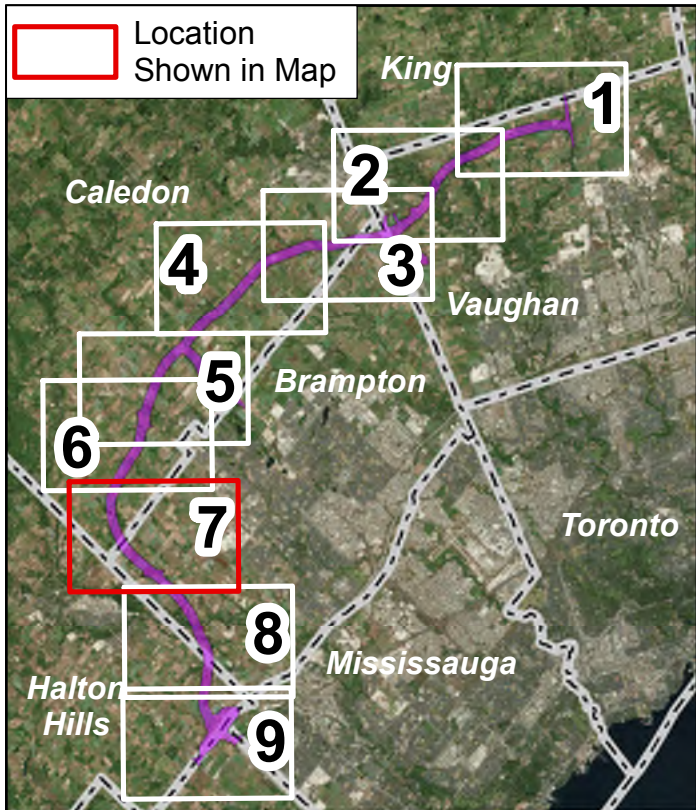 Location
Shown in Map
King
1
2
Caledon
4
3
Vaughan
5
Brampton
6
7
Toronto
8
Mississauga
Halton
Hills
9